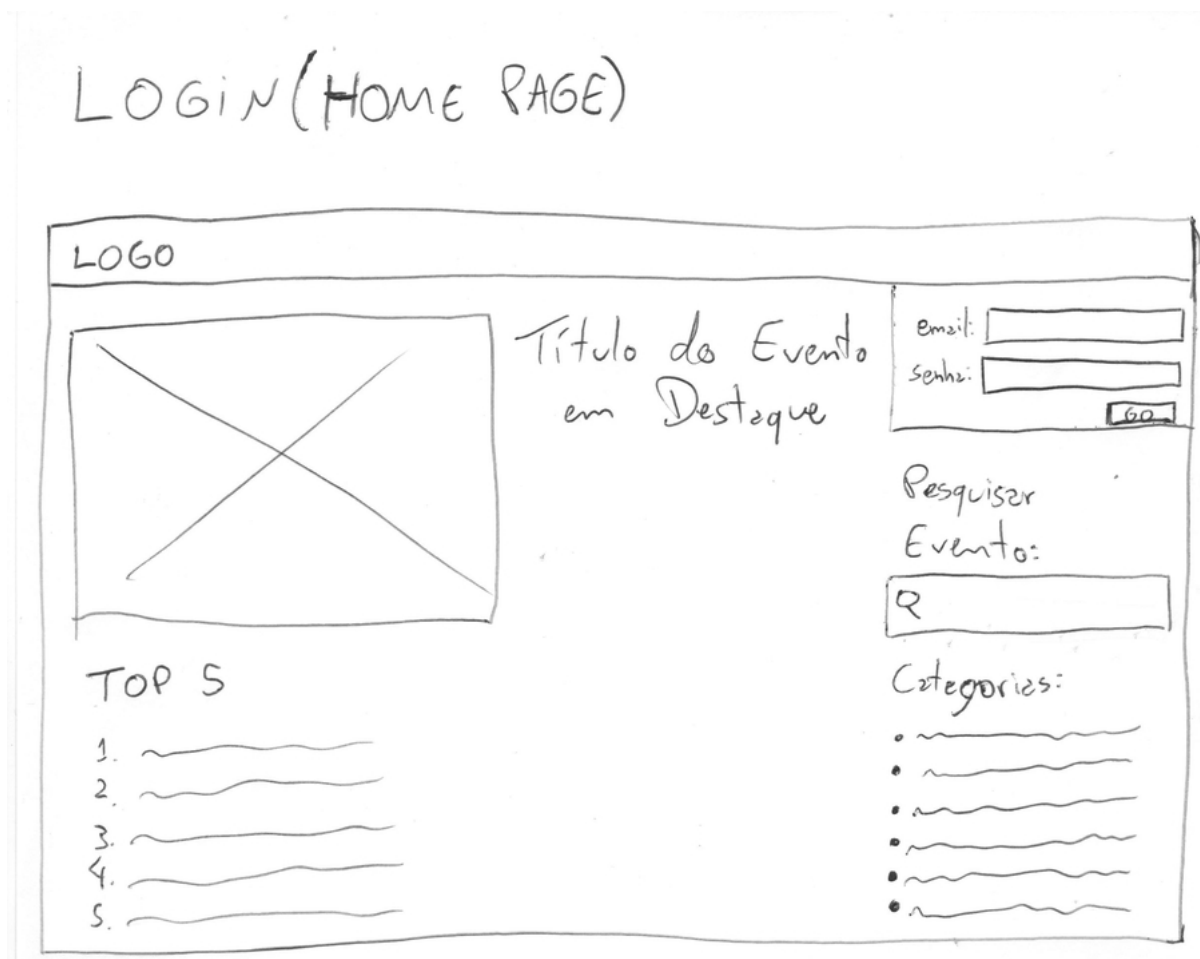 LOGIN (HOME PAGE)
LOGO
Título do Evento
em Destaque
email:
senha:
GO
Pesquisar
Evento:
TOP 5
1.
2.
3.
4.
5.
Categorias: